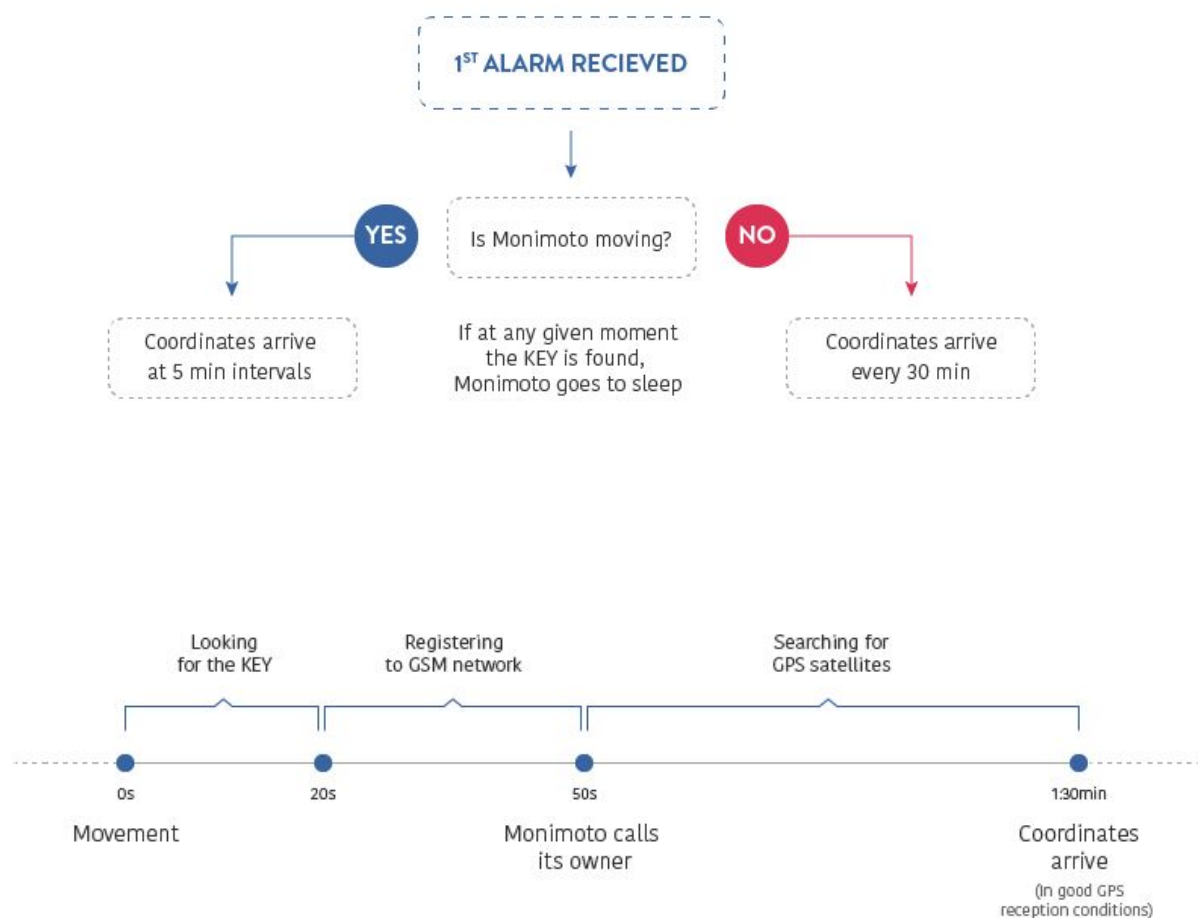 1ST ALARM RECIEVED
YES
Is Monimoto moving?
NO
Coordinates arrive
at 5 min intervals
If at any given moment
the KEY is found,
Monimoto goes to sleep
Coordinates arrive
every 30 min
Looking
for the KEY
Registering
to GSM network
Searching for
GPS satellites
0s
20s
50s
1:30min
Movement
Monimoto calls
its owner
Coordinates
arrive
(In good GPS
reception conditions)